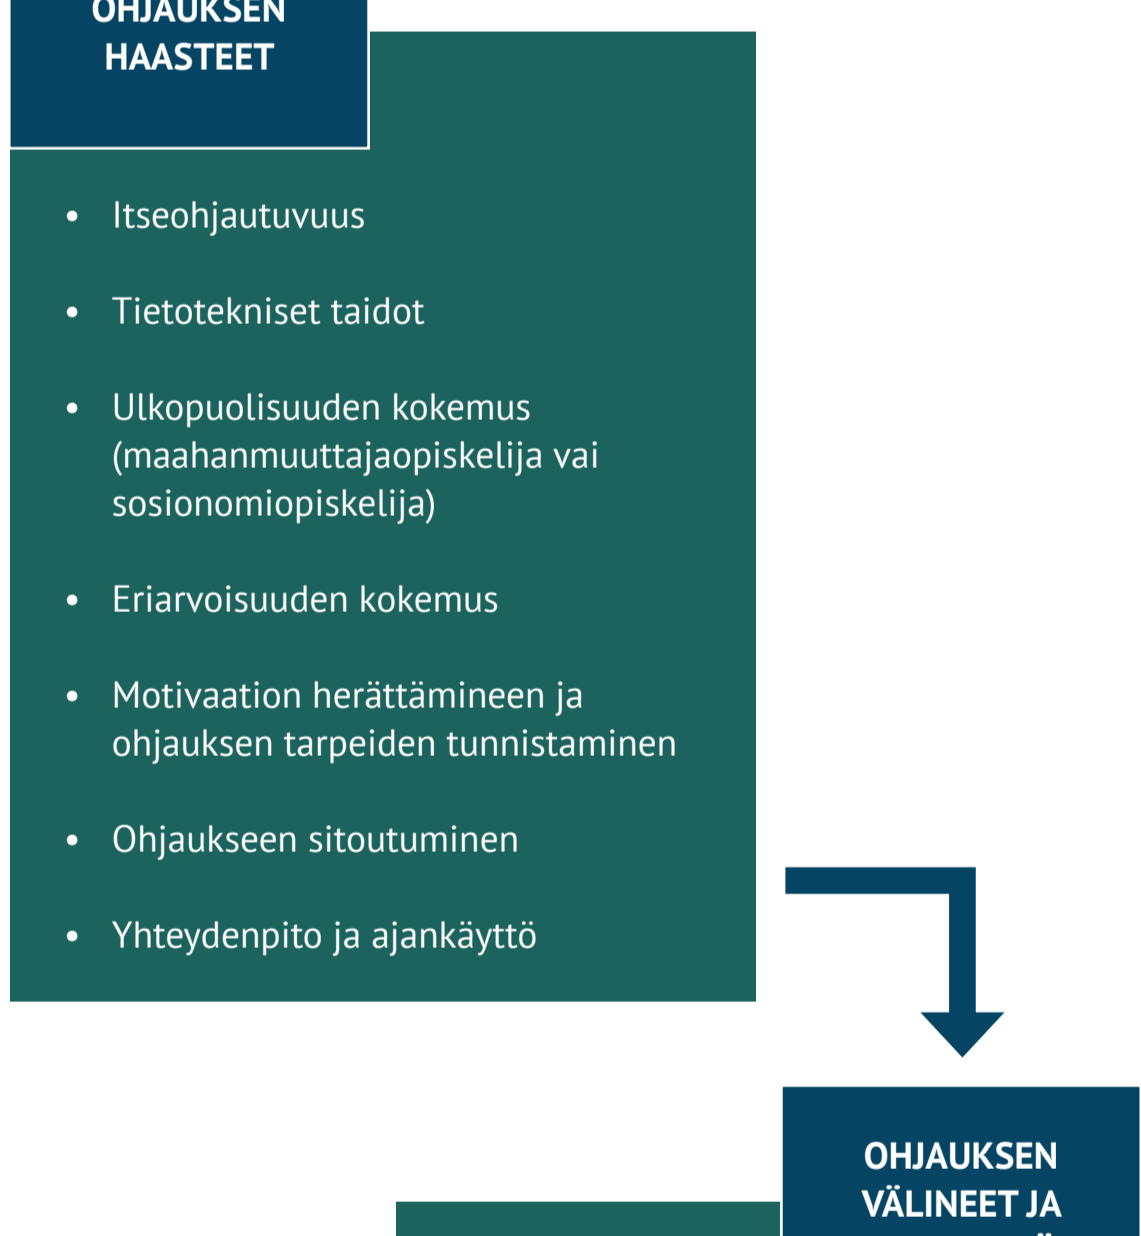 OHJAUKSEN
HAASTEET
• Itseohjautuvuus
• Tietotekniset taidot
• Ulkopuolisuuden kokemus
(maahanmuuttajaopiskelija vai
sosionomiopiskelija)
• Eriarvoisuuden kokemus
• Motivaation herättämineen ja
ohjauksen tarpeiden tunnistaminen
• Ohjaukseen sitoutuminen
• Yhteydenpito ja ajankäyttö
OHJAUKSEN
VÄLINEET JA